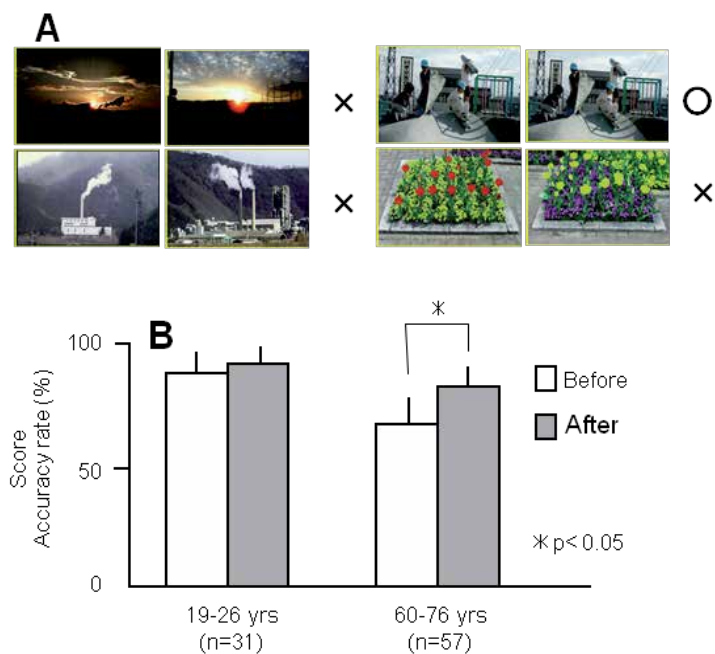 A
×
○
×
×
B
100
50
0
Score
Accuracy rate (%)
*
Before
After
* p< 0.05
19-26 yrs
(n=31)
60-76 yrs
(n=57)